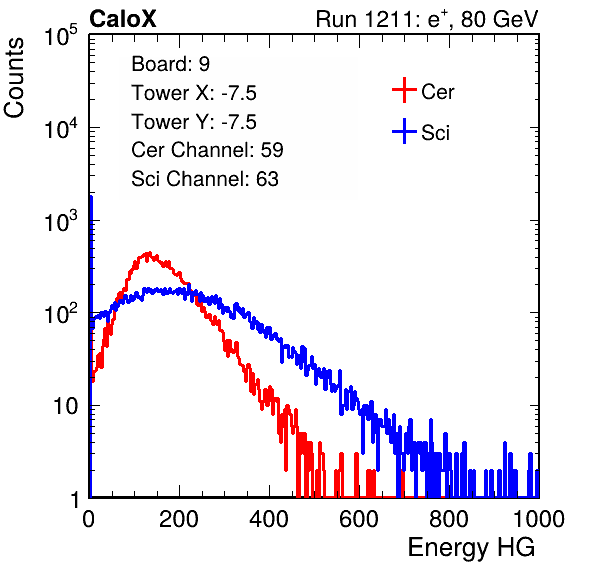 CaloX Run 1211: e⁺, 80 GeV
Counts
Board: 9
Tower X: -7.5
Tower Y: -7.5
Cer Channel: 59
Sci Channel: 63
Cer
Sci
10⁵
10⁴
10³
10²
10
1
0 200 400 600 800 1000
Energy HG